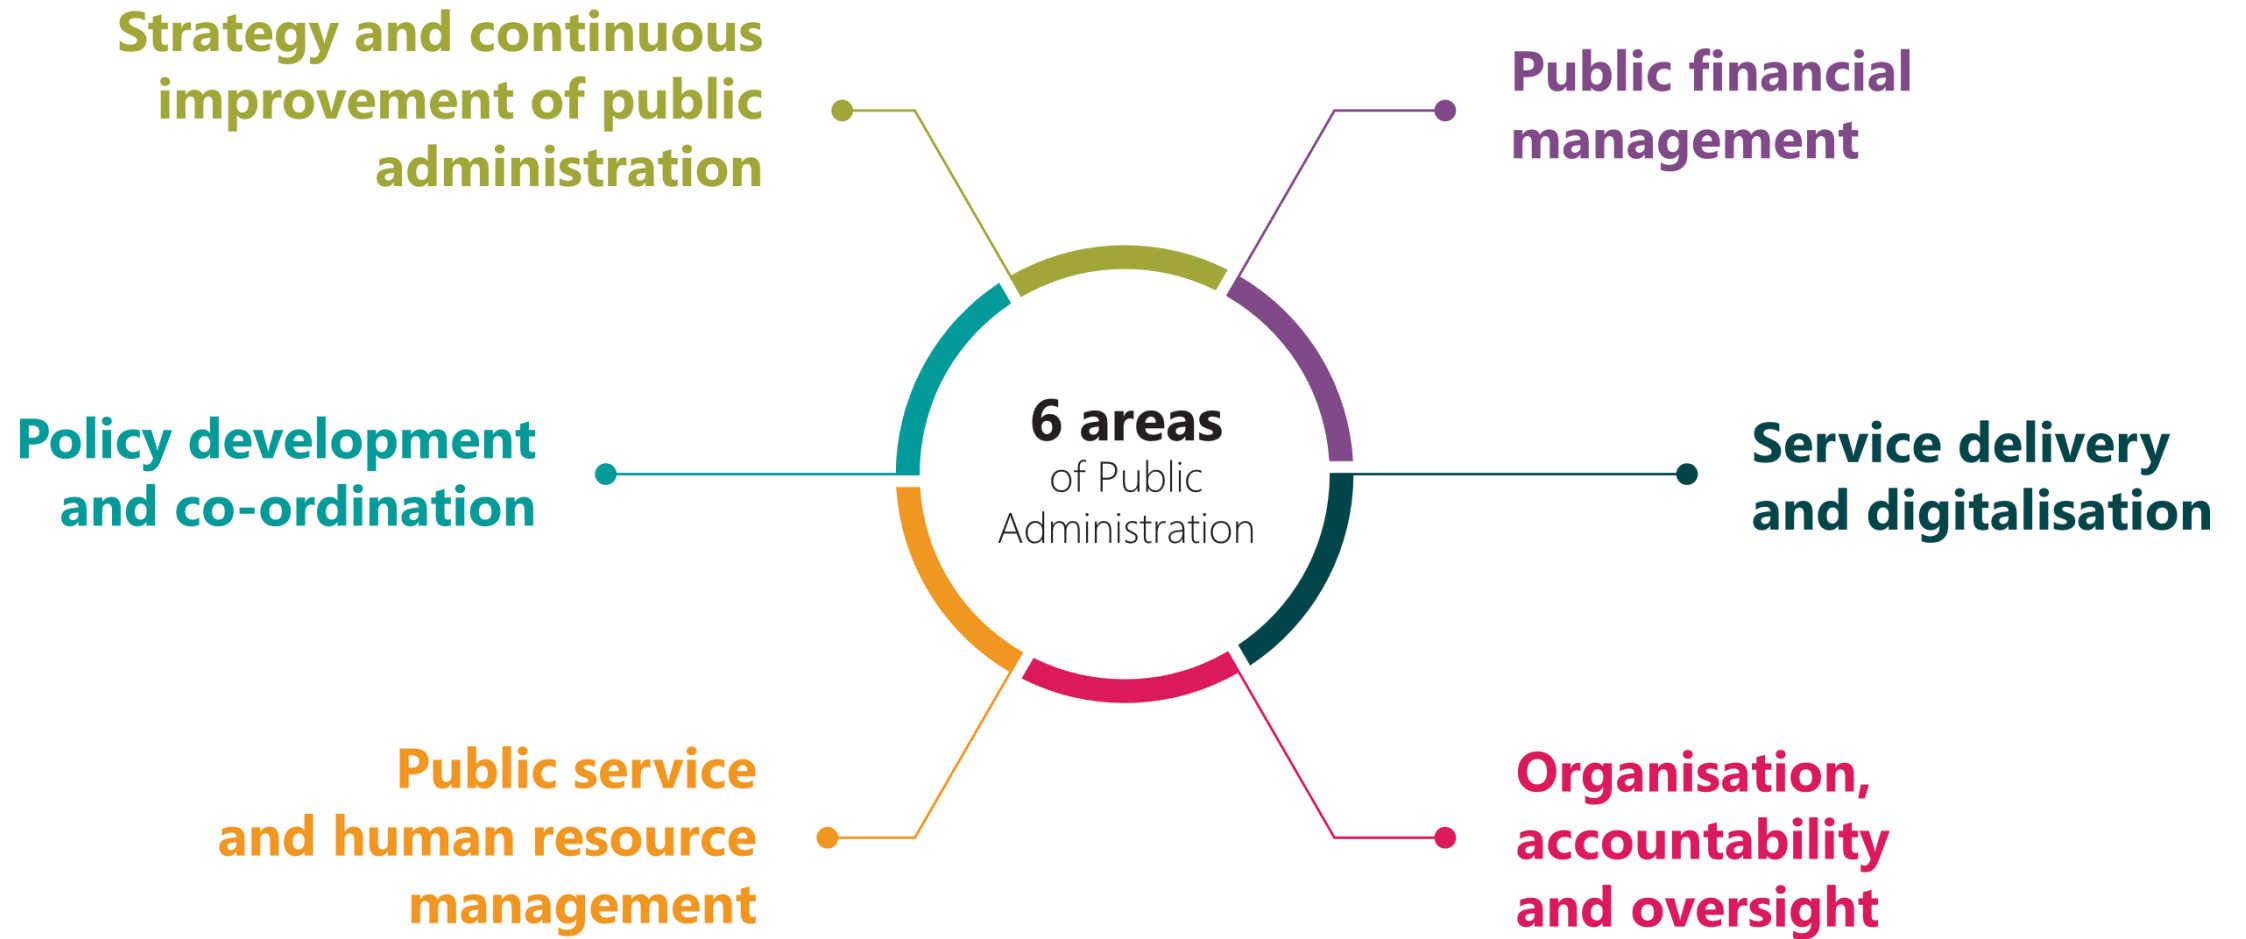 Strategy and continuous
improvement of public
administration
Public financial
management
Policy development
and co-ordination
6 areas
of Public
Administration
Service delivery
and digitalisation
Public service
and human resource
management
Organisation,
accountability
and oversight